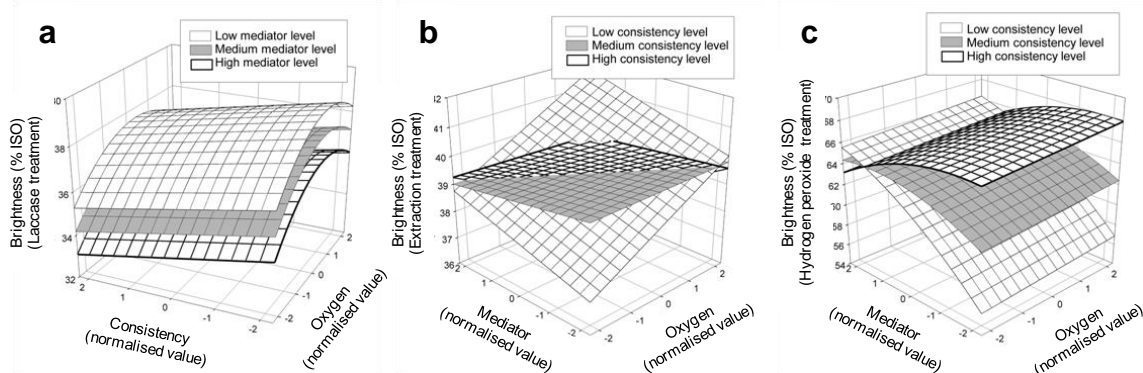 a
Low mediator level
Medium mediator level
High mediator level
Brightness (% ISO)
(Laccase treatment)
40
38
36
34
32
2
1
0
-1
-2
Consistency
(normalised value)
2
1
0
-1
-2
Oxygen
(normalised value)
b
Low consistency level
Medium consistency level
High consistency level
Brightness (% ISO)
(Extraction treatment)
42
41
40
39
38
37
36
2
0
-2
Mediator
(normalised value)
2
0
-2
Oxygen
(normalised value)
c
Low consistency level
Medium consistency level
High consistency level
Brightness (% ISO)
(Hydrogen peroxide treatment)
70
68
66
64
62
60
58
56
54
2
1
0
-1
-2
Mediator
(normalised value)
2
1
0
-1
-2
Oxygen
(normalised value)